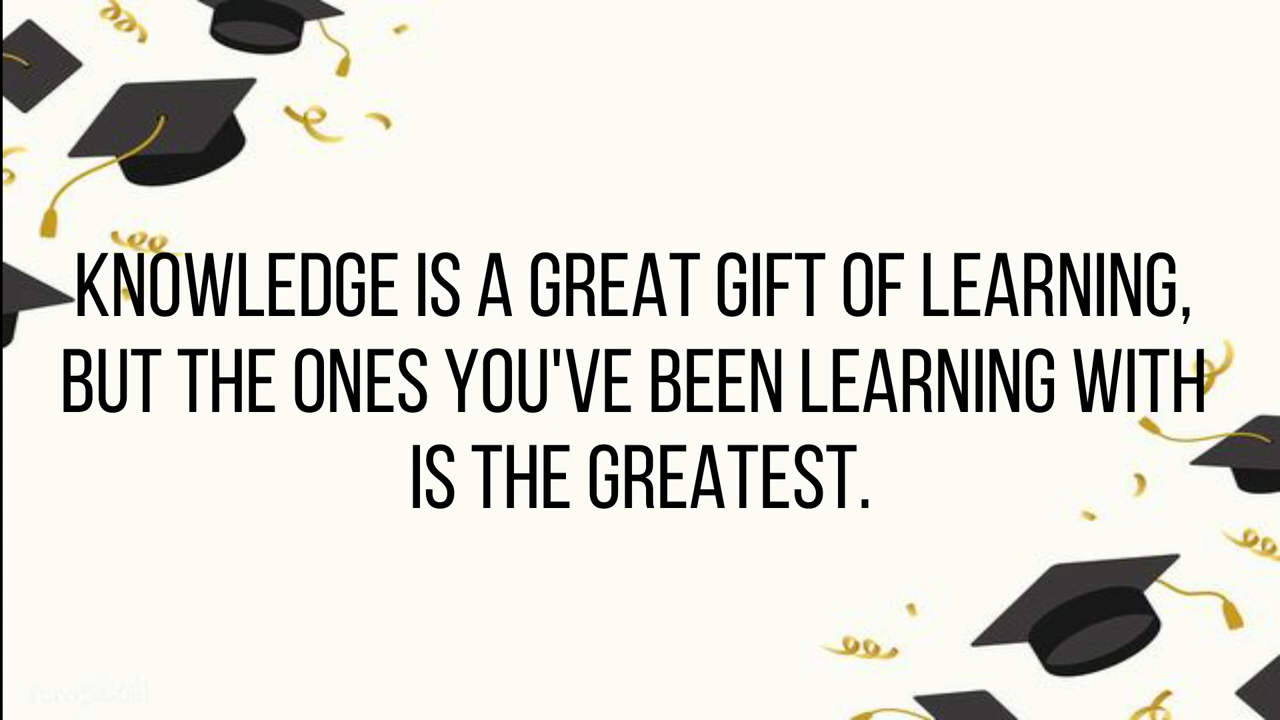 KNOWLEDGE IS A GREAT GIFT OF LEARNING,
BUT THE ONES YOU'VE BEEN LEARNING WITH
IS THE GREATEST.